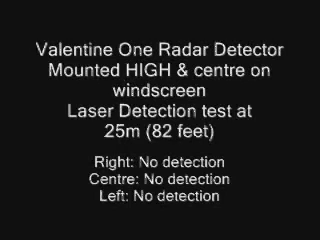 Valentine One Radar Detector
Mounted HIGH & centre on
windscreen
Laser Detection test at
25m (82 feet)
Right: No detection
Centre: No detection
Left: No detection